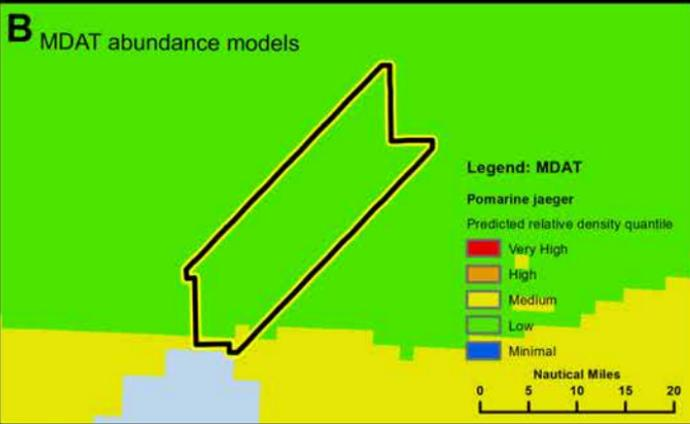 B MDAT abundance models
Legend: MDAT
Pomarine jaeger
Predicted relative density quantile
Very High
High
Medium
Low
Minimal
Nautical Miles
0 5 10 15 20